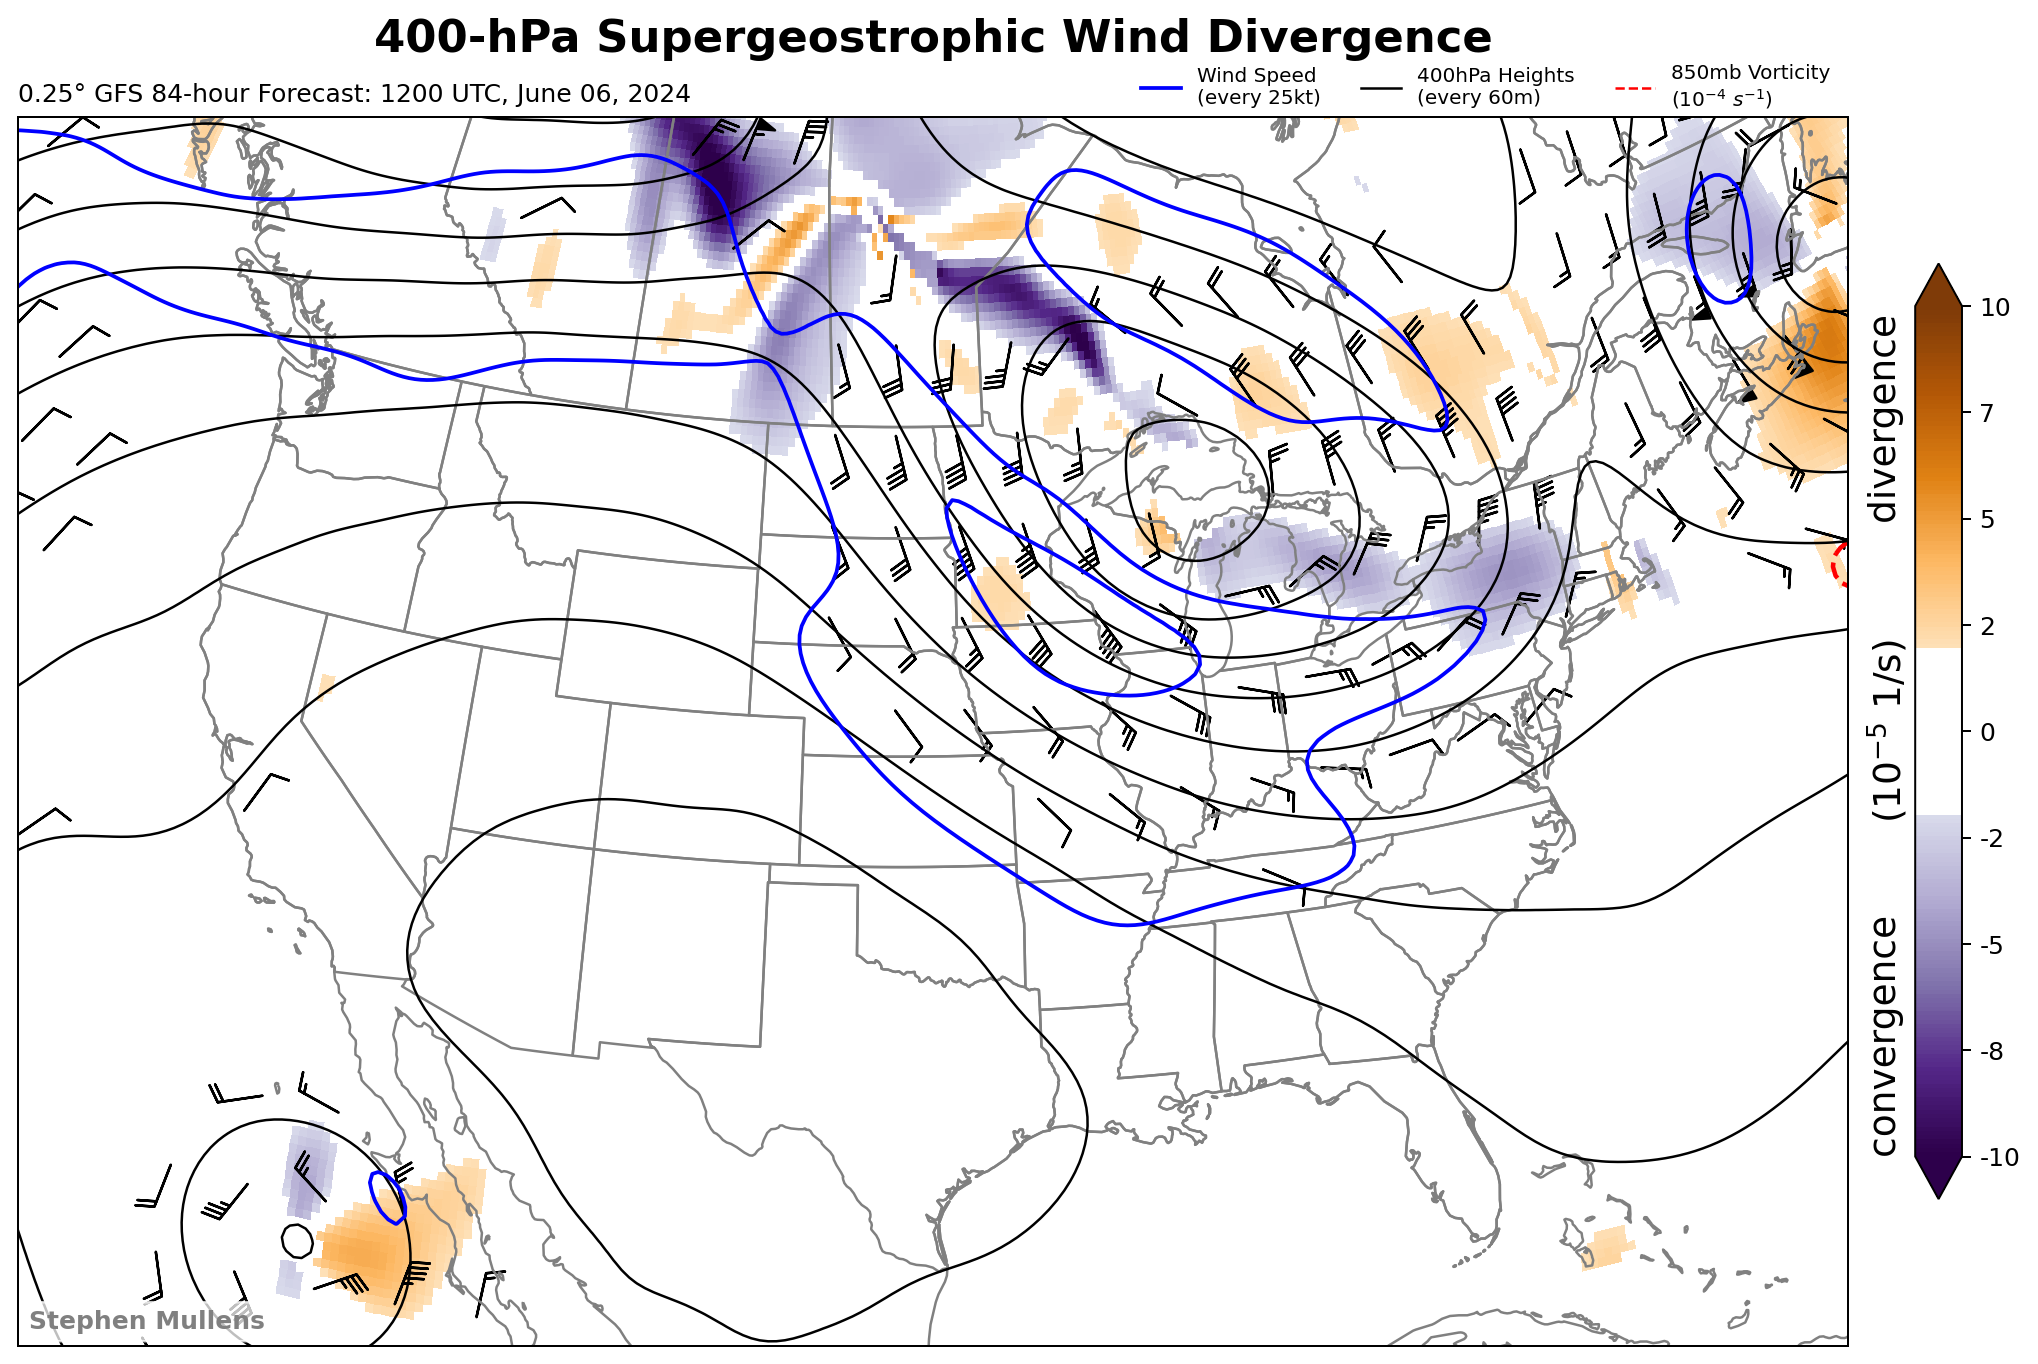 400-hPa Supergeostrophic Wind Divergence
0.25° GFS 84-hour Forecast: 1200 UTC, June 06, 2024
Wind Speed
(every 25kt)
400hPa Heights
(every 60m)
850mb Vorticity
(10⁻⁴ s⁻¹)
10
7
5
2
0
-2
-5
-8
-10
convergence (10⁻⁵ 1/s) divergence
Stephen Mullens